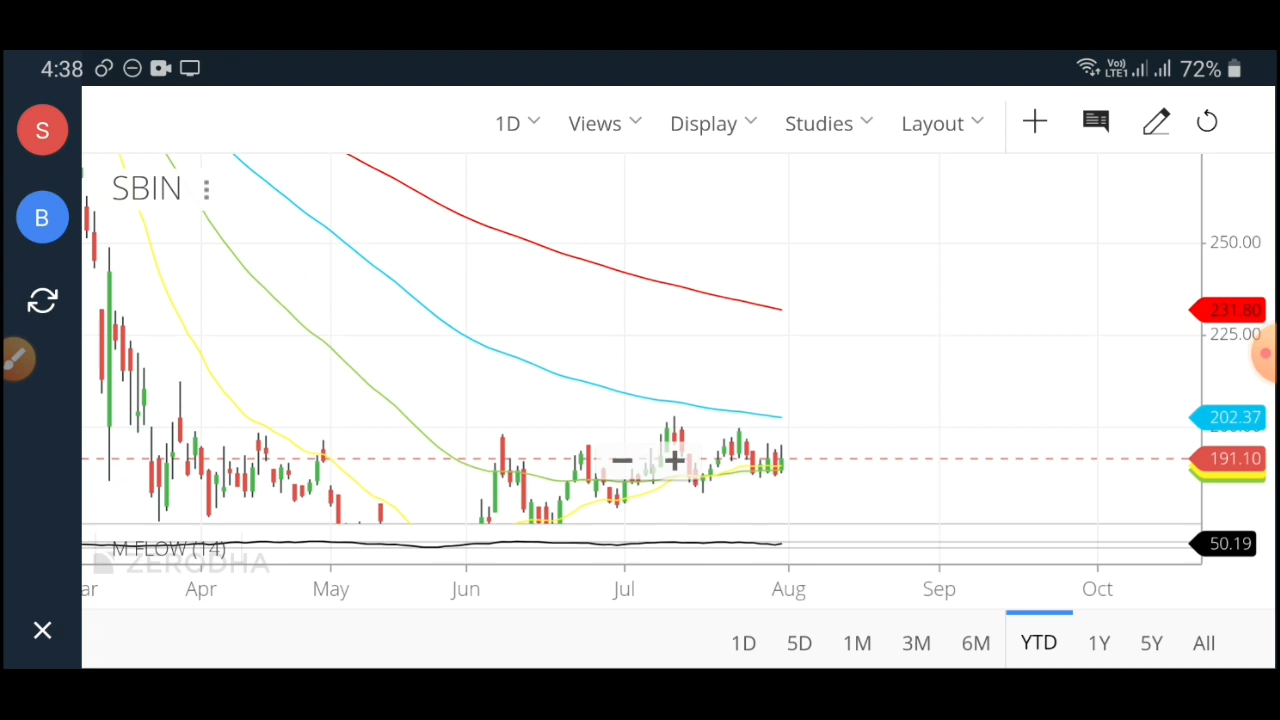 4:38 Vo) LTE1 72%
S
B
1D Views Display Studies Layout
SBIN
250.00
231.80
225.00
202.37
191.10
M FLOW (14)
50.19
ZERODHA
ar Apr May Jun Jul Aug Sep Oct
1D 5D 1M 3M 6M YTD 1Y 5Y All